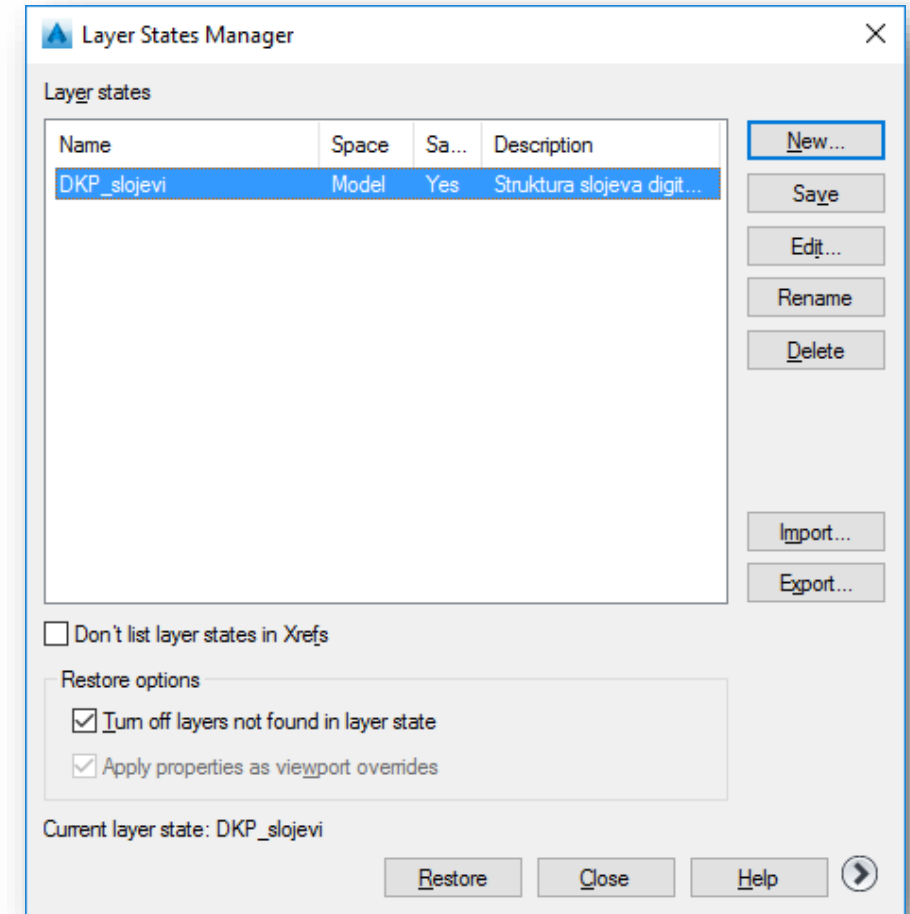 Layer States Manager
Layer states
Name Space Sa... Description
DKP_slojevi Model Yes Struktura slojeva digit...
New...
Save
Edit...
Rename
Delete
Import...
Export...
Don't list layer states in Xrefs
Restore options
Turn off layers not found in layer state
Apply properties as viewport overrides
Current layer state: DKP_slojevi
Restore Close Help